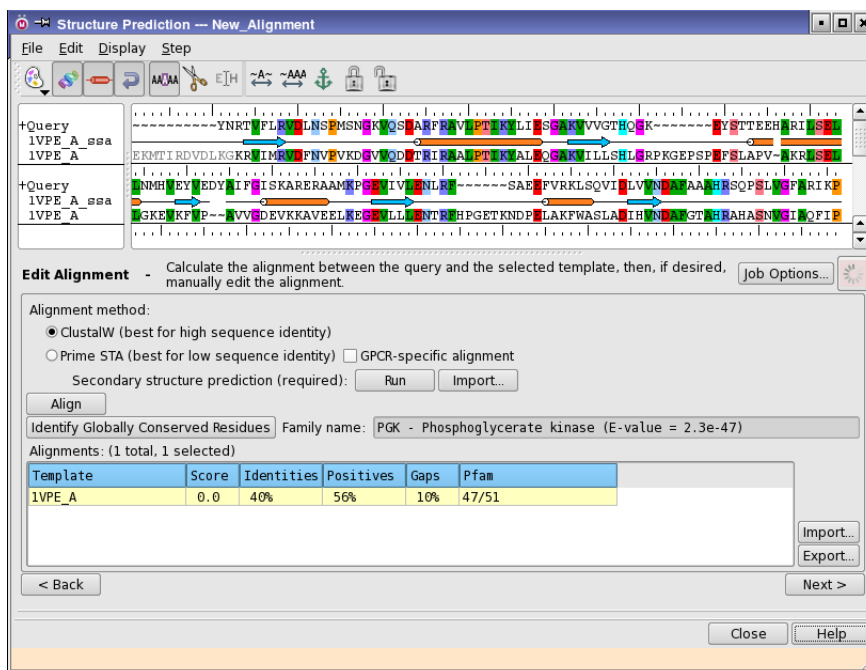 Structure Prediction --- New_Alignment
File Edit Display Step
~A~ ~AAA
+Query ~~~~~~~~~~YNRTVFLRVDLNSPMSNGKVQSDARFRAVLPTIKYLIESGAKVVVGTHQGK~~~~~~~EYSTTEEHARILSEL
1VPE_A_ssa
1VPE_A EKMTIRDVDLKGKRVIMRVDFNVPVKDGVVQDDTRIRAALPTIKYALEQGAKVILLSHLGRPKGEPSPEFSLAPV~AKRLSEL
+Query LNMHVEYVEDYAIFGISKARERAAMKPGEVIVLENLRF~~~~~~SAEEFVRKLSQVIDLVVNDAFAAAHRSQPSLVGFARIKP
1VPE_A_ssa
1VPE_A LGKEVKFVP~~AVVGDEVKKAVEELKEGEVLLLENTRFHPGETKNDPELAKFWASLADIHVNDAFGTAHRAHASNVGIAQFIP
Edit Alignment - Calculate the alignment between the query and the selected template, then, if desired,
manually edit the alignment.
Job Options...
Alignment method:
ClustalW (best for high sequence identity)
Prime STA (best for low sequence identity) GPCR-specific alignment
Secondary structure prediction (required): Run Import...
Align
Identify Globally Conserved Residues Family name: PGK - Phosphoglycerate kinase (E-value = 2.3e-47)
Alignments: (1 total, 1 selected)
Template Score Identities Positives Gaps Pfam
1VPE_A 0.0 40% 56% 10% 47/51
Import...
Export...
< Back Next >
Close Help